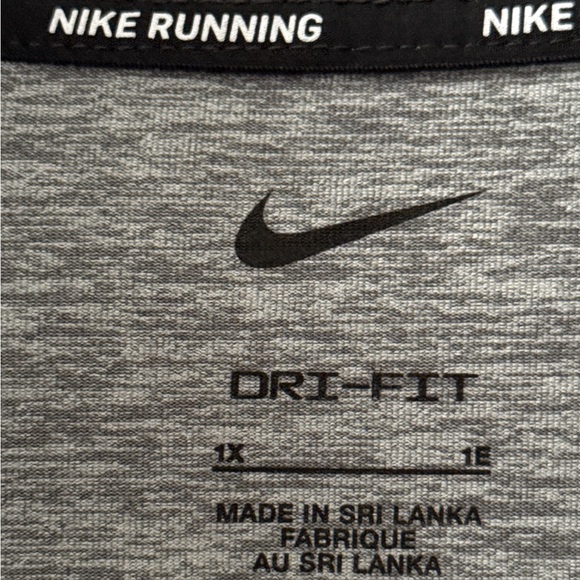 NIKE RUNNING NIKE
DRI-FIT
1X 1E
MADE IN SRI LANKA
FABRIQUE
AU SRI LANKA